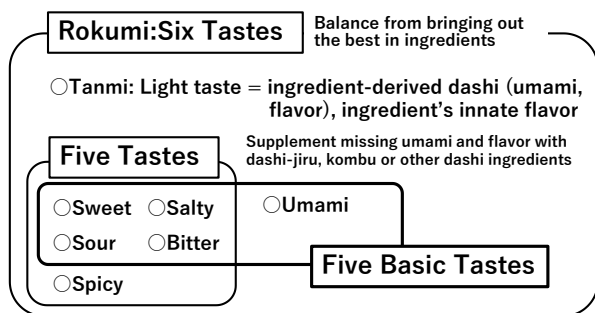 Rokumi:Six Tastes
Balance from bringing out
the best in ingredients
○Tanmi: Light taste = ingredient-derived dashi (umami,
flavor), ingredient's innate flavor
Five Tastes
Supplement missing umami and flavor with
dashi-jiru, kombu or other dashi ingredients
○Sweet ○Salty ○Umami
○Sour ○Bitter
Five Basic Tastes
○Spicy